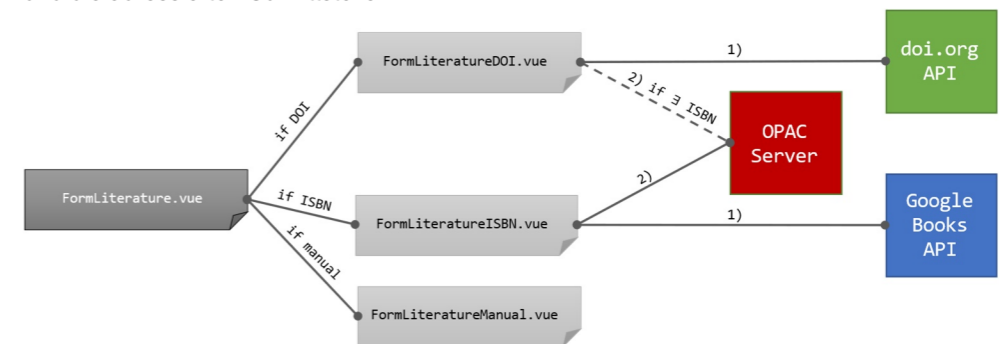 FormLiteratureDOI.vue
1)
doi.org
API
if DOI
2) if ∃ ISBN
OPAC
Server
FormLiterature.vue
if ISBN
FormLiteratureISBN.vue
2)
1)
Google
Books
API
if manual
FormLiteratureManual.vue